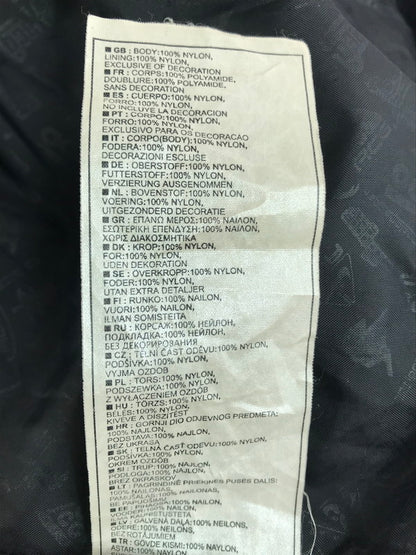 ■ GB : BODY:100% NYLON,
LINING:100% NYLON,
EXCLUSIVE OF DECORATION
■ FR : CORPS:100% POLYAMIDE,
DOUBLURE:100% POLYAMIDE,
SANS DECORATION
■ ES : CUERPO:100% NYLON,
FORRO:100% NYLON,
NO INCLUYE LA DECORACION
■ PT : CORPO:100% NYLON,
FORRO:100% NYLON,
EXCLUSIVO PARA OS DECORACAO
■ IT : CORPO(BODY):100% NYLON,
FODERA:100% NYLON,
DECORAZIONI ESCLUSE
■ DE : OBERSTOFF:100% NYLON,
FUTTERSTOFF:100% NYLON,
VERZIERUNG AUSGENOMMEN
■ NL : BOVENSTOF:100% NYLON,
VOERING:100% NYLON,
UITGEZONDERD DECORATIE
■ GR : ΕΠΑΝΩ ΜΕΡΟΣ:100% ΝΑΙΛΟΝ,
ΕΣΩΤΕΡΙΚΗ ΕΠΕΝΔΥΣΗ:100% ΝΑΙΛΟΝ,
ΧΩΡΙΣ ΔΙΑΚΟΣΜΗΤΙΚΑ
■ DK : KROP:100% NYLON,
FOR:100% NYLON,
UDEN DEKORATION
■ SE : ÖVERKROPP:100% NYLON,
FODER:100% NYLON,
UTAN EXTRA DETALJER
■ FI : RUNKO:100% NAILON,
VUORI:100% NAILON,
ILMAN SOMISTEITA
■ RU : КОРСАЖ:100% НЕЙЛОН,
ПОДКЛАДКА:100% НЕЙЛОН,
БЕЗ ДЕКОРИРОВАНИЯ
■ CZ : TELNÍ ČÁST ODĚVU:100% NYLON,
PODŠÍVKA:100% NYLON,
VYJMA OZDOB
■ PL : TORS:100% NYLON,
PODSZEWKA:100% NYLON,
Z WYŁĄCZENIEM OZDÓB
■ HU : TÖRZS:100% NYLON,
BÉLÉS:100% NYLON,
KIVÉVE A DÍSZÍTÉST
■ HR : GORNJI DIO ODJEVNOG PREDMETA:
100% NAJLON,
PODSTAVA:100% NAJLON,
BEZ UKRASA
■ SK : TELNÁ ČASŤ ODEVU:100% NYLON,
PODŠÍVKA:100% NYLON,
OKREM OZDÔB
■ SI : TRUP:100% NAJLON,
PODLOGA:100% NAJLON,
BREZ OKRASKOV
■ LT : PAGRINDINĖ PRIEKINĖS PUSĖS DALIS:
100% NAILONAS,
PAMUŠALAS:100% NAILONAS,
BE
■ EE :
VOODER:100%
■ LV : GALVENĀ DAĻA:100% NEILONS,
ODERE:100% NEILONS,
BEZ ROTĀJUMIEM
■ TR : GÖVDE KISMI:100% NAYLON,
ASTAR:100% NAYLON,